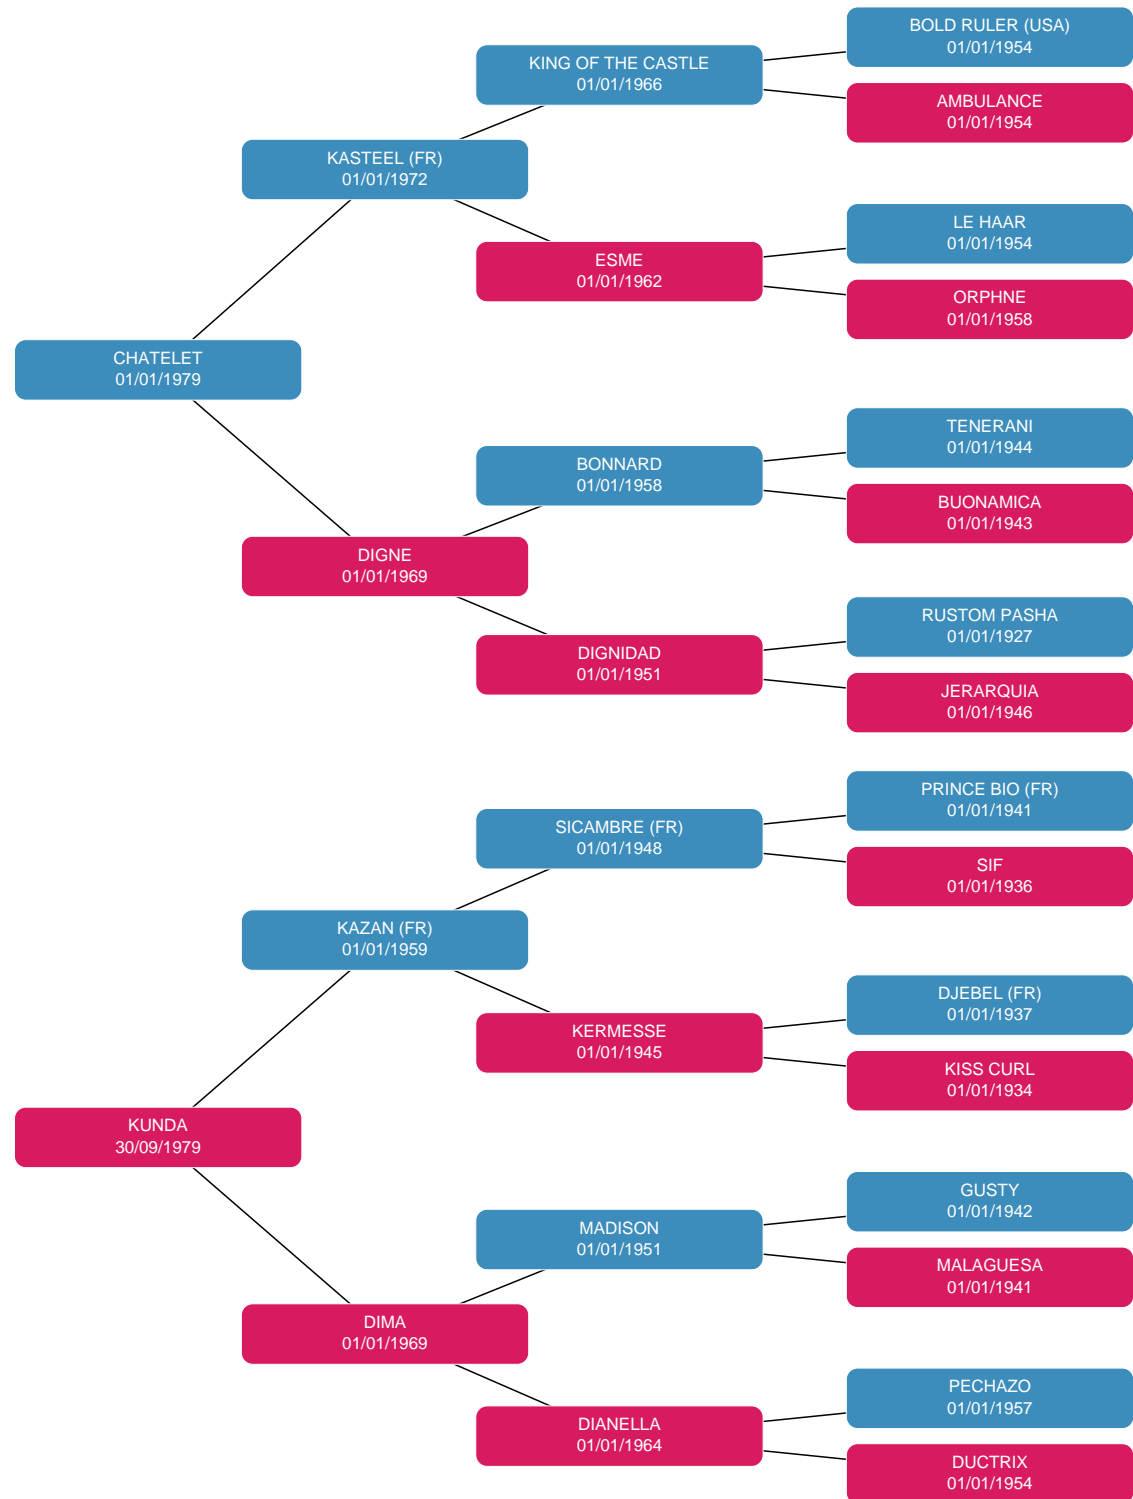 BOLD RULER (USA)
01/01/1954
KING OF THE CASTLE
01/01/1966
AMBULANCE
01/01/1954
KASTEEL (FR)
01/01/1972
LE HAAR
01/01/1954
ESME
01/01/1962
ORPHNE
01/01/1958
CHATELET
01/01/1979
TENERANI
01/01/1944
BONNARD
01/01/1958
BUONAMICA
01/01/1943
DIGNE
01/01/1969
RUSTOM PASHA
01/01/1927
DIGNIDAD
01/01/1951
JERARQUIA
01/01/1946
PRINCE BIO (FR)
01/01/1941
SICAMBRE (FR)
01/01/1948
SIF
01/01/1936
KAZAN (FR)
01/01/1959
DJEBEL (FR)
01/01/1937
KERMESSE
01/01/1945
KISS CURL
01/01/1934
KUNDA
30/09/1979
GUSTY
01/01/1942
MADISON
01/01/1951
MALAGUESA
01/01/1941
DIMA
01/01/1969
PECHAZO
01/01/1957
DIANELLA
01/01/1964
DUCTRIX
01/01/1954